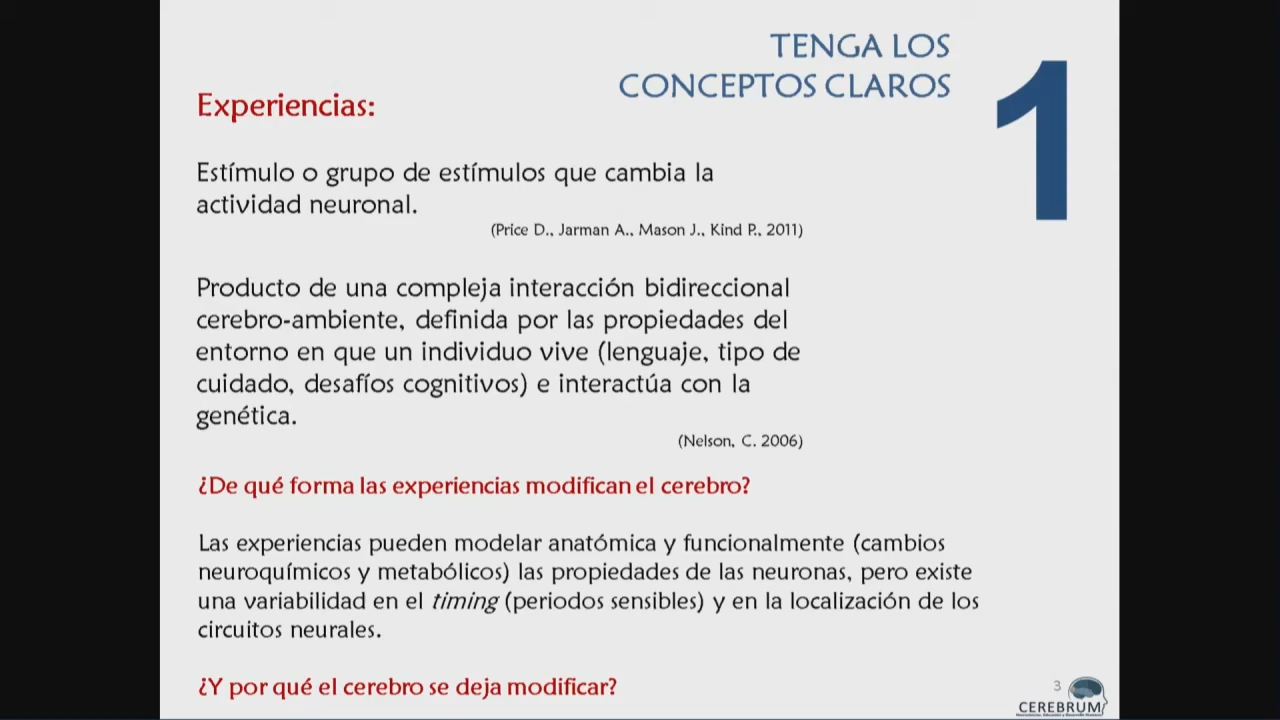 TENGA LOS
CONCEPTOS CLAROS
1
Experiencias:
Estímulo o grupo de estímulos que cambia la
actividad neuronal.
(Price D., Jarman A., Mason J., Kind P., 2011)
Producto de una compleja interacción bidireccional
cerebro-ambiente, definida por las propiedades del
entorno en que un individuo vive (lenguaje, tipo de
cuidado, desafíos cognitivos) e interactúa con la
genética.
(Nelson, C. 2006)
¿De qué forma las experiencias modifican el cerebro?
Las experiencias pueden modelar anatómica y funcionalmente (cambios
neuroquímicos y metabólicos) las propiedades de las neuronas, pero existe
una variabilidad en el timing (periodos sensibles) y en la localización de los
circuitos neurales.
¿Y por qué el cerebro se deja modificar?
3
CEREBRUM